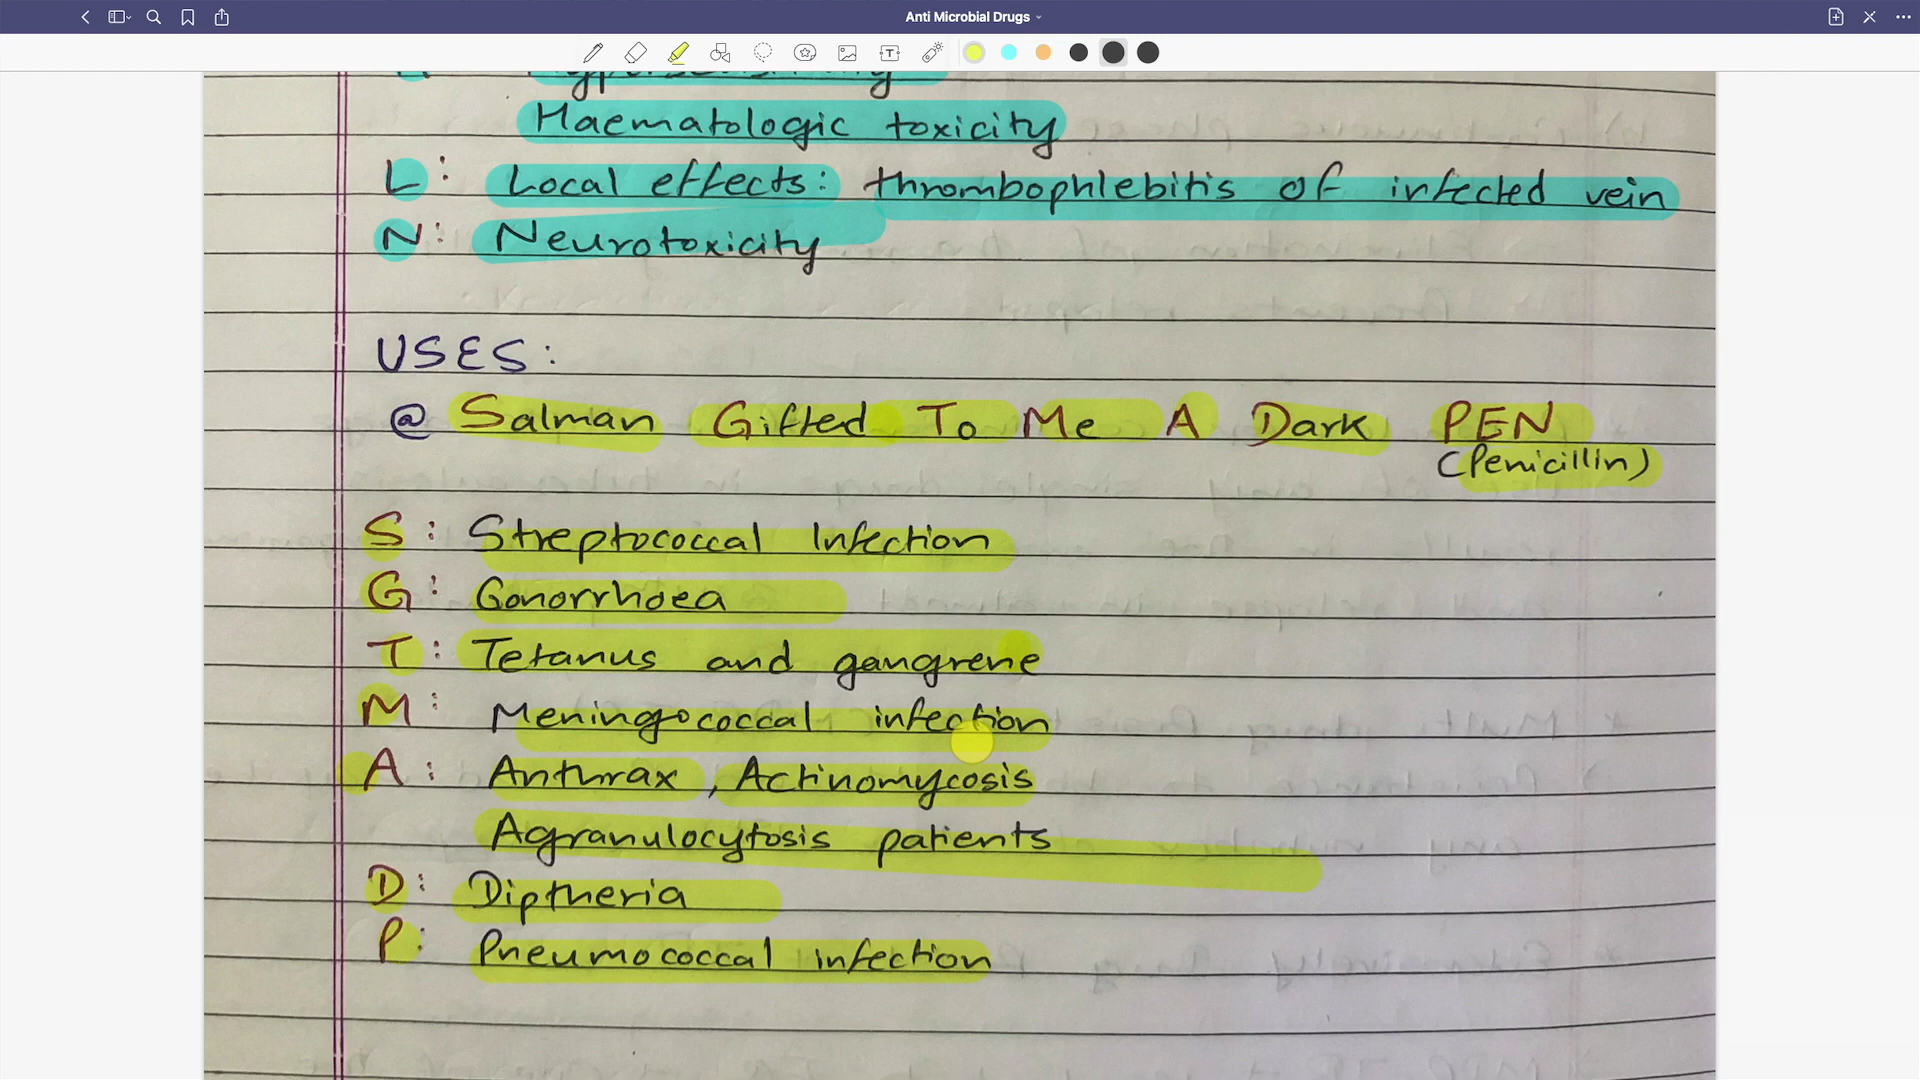 Anti Microbial Drugs
Haematologic toxicity
L: Local effects: thrombophlebitis of infected vein
N: Neurotoxicity
USES:
@ Salman Gifted To Me A Dark PEN
(Penicillin)
S: Streptococcal Infection
G: Gonorrhoea
T: Tetanus and gangrene
M: Meningococcal infection
A: Anthrax, Actinomycosis
Agranulocytosis patients
D: Diptheria
P: Pneumococcal infection